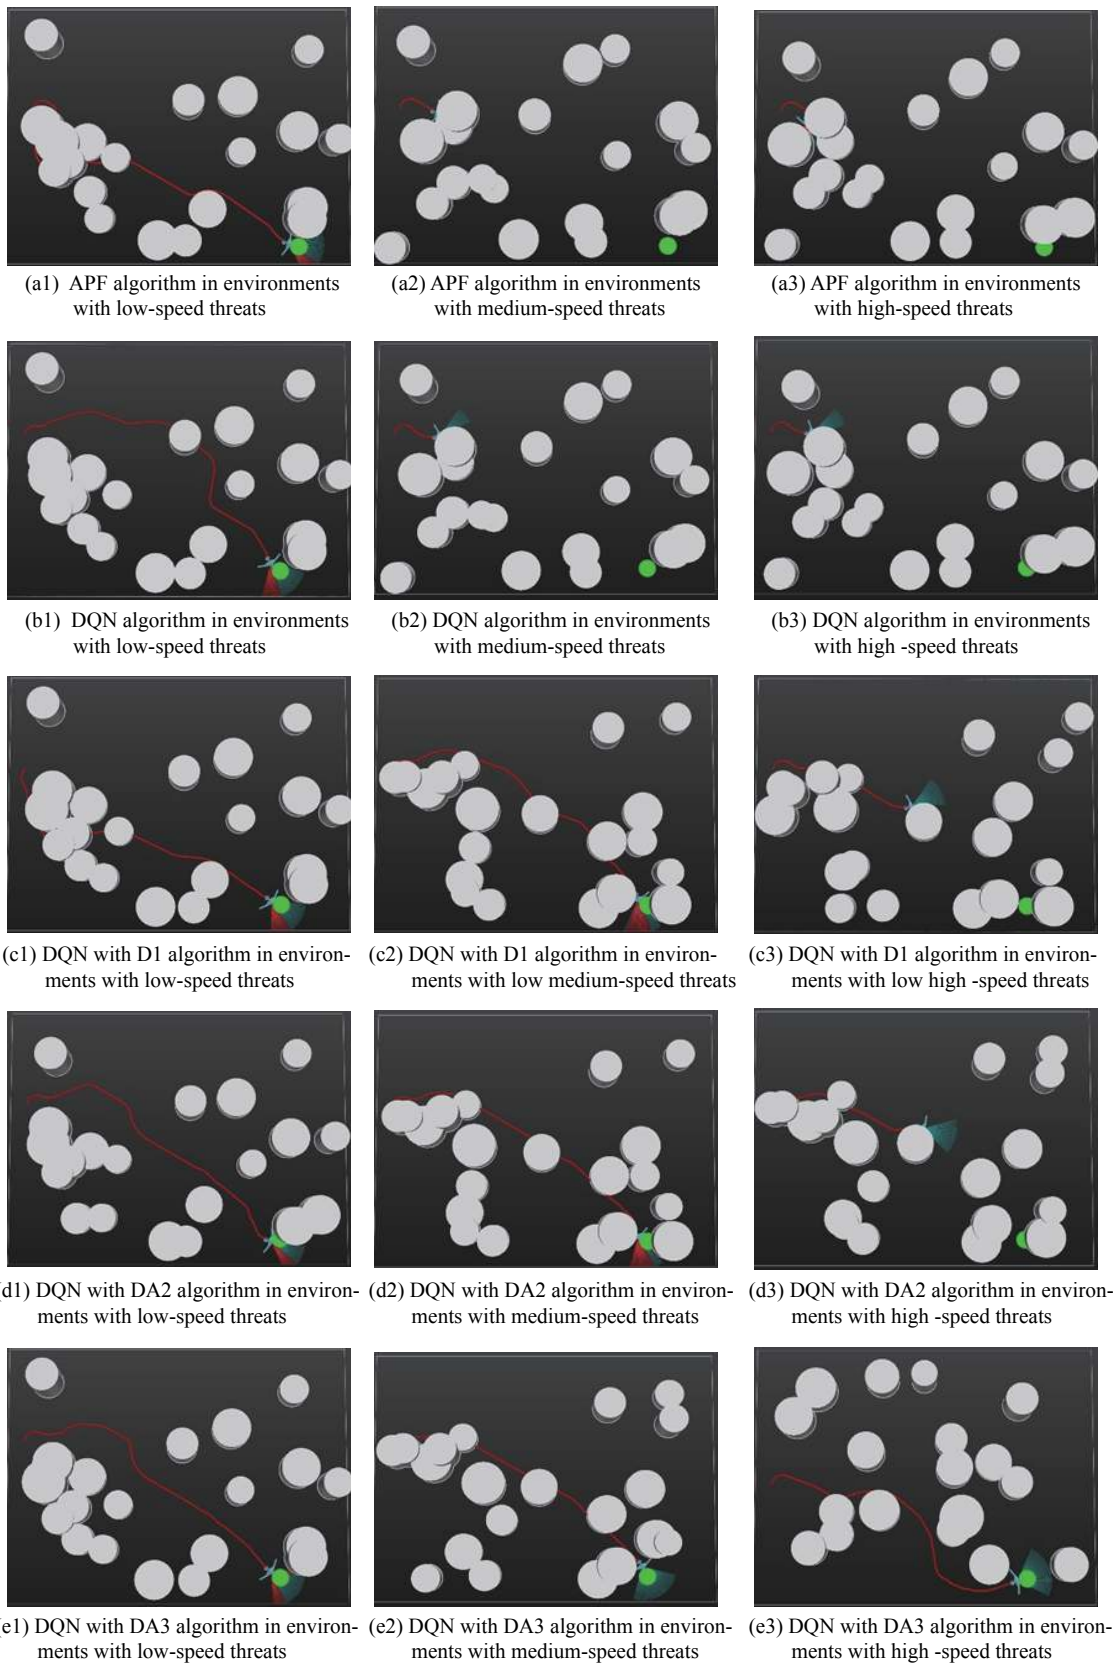 (a1) APF algorithm in environments
with low-speed threats
(a2) APF algorithm in environments
with medium-speed threats
(a3) APF algorithm in environments
with high-speed threats
(b1) DQN algorithm in environments
with low-speed threats
(b2) DQN algorithm in environments
with medium-speed threats
(b3) DQN algorithm in environments
with high -speed threats
(c1) DQN with D1 algorithm in environ-
ments with low-speed threats
(c2) DQN with D1 algorithm in environ-
ments with low medium-speed threats
(c3) DQN with D1 algorithm in environ-
ments with low high -speed threats
(d1) DQN with DA2 algorithm in environ-
ments with low-speed threats
(d2) DQN with DA2 algorithm in environ-
ments with medium-speed threats
(d3) DQN with DA2 algorithm in environ-
ments with high -speed threats
(e1) DQN with DA3 algorithm in environ-
ments with low-speed threats
(e2) DQN with DA3 algorithm in environ-
ments with medium-speed threats
(e3) DQN with DA3 algorithm in environ-
ments with high -speed threats